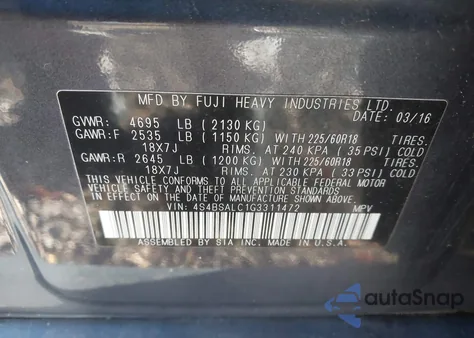 MFD BY FUJI HEAVY INDUSTRIES LTD.
GVWR: 4695 LB (2130 KG) DATE: 03/16
GAWR:F 2535 LB (1150 KG) WITH 225/60R18 TIRES.
18X7J RIMS. AT 240 KPA ( 35 PSI) COLD
GAWR:R 2645 LB (1200 KG) WITH 225/60R18 TIRES.
18X7J RIMS. AT 230 KPA ( 33 PSI) COLD
THIS VEHICLE CONFORMS TO ALL APPLICABLE FEDERAL MOTOR
VEHICLE SAFETY AND THEFT PREVENTION STANDARDS IN
EFFECT ON THE DATE OF MANUFACTURE SHOWN ABOVE.
VIN: 4S4BSALC1G3311472 MPV
ASSEMBLED BY SIA INC. MADE IN U.S.A.
autoSnap